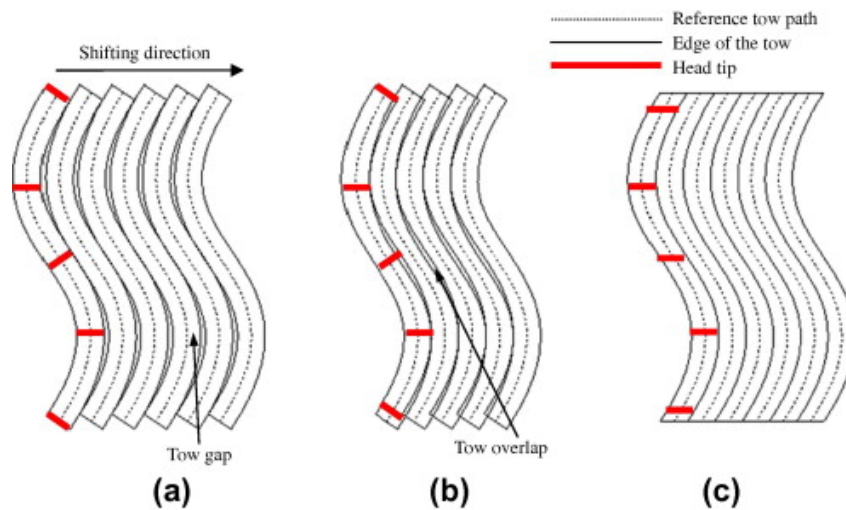 Shifting direction
Reference tow path
Edge of the tow
Head tip
Tow gap
Tow overlap
(a)
(b)
(c)